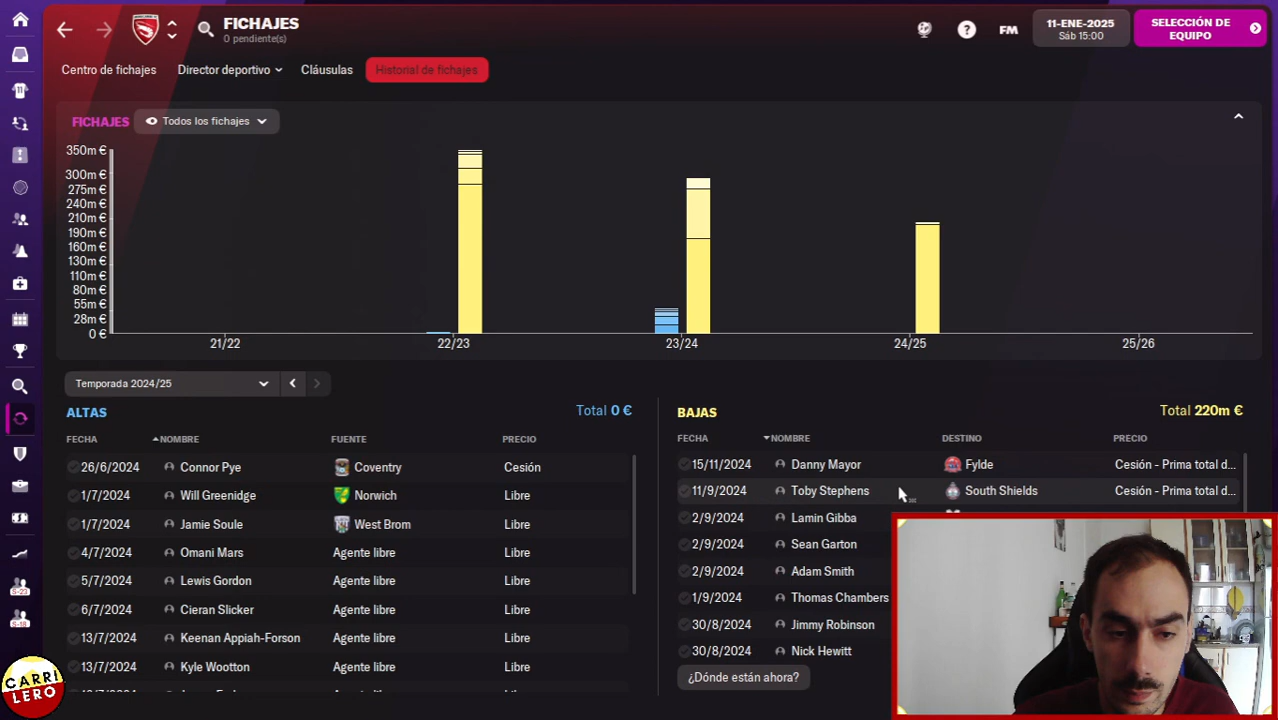 FICHAJES
0 pendiente(s)
FM
11-ENE-2025
Sáb 15:00
SELECCIÓN DE
EQUIPO
Centro de fichajes
Director deportivo
Cláusulas
Historial de fichajes
FICHAJES
Todos los fichajes
350m €
300m €
275m €
240m €
210m €
190m €
160m €
130m €
110m €
80m €
55m €
28m €
0 €
21/22
22/23
23/24
24/25
25/26
Temporada 2024/25
ALTAS
Total 0 €
FECHA NOMBRE FUENTE PRECIO
26/6/2024 Connor Pye Coventry Cesión
1/7/2024 Will Greenidge Norwich Libre
1/7/2024 Jamie Soule West Brom Libre
4/7/2024 Omani Mars Agente libre Libre
5/7/2024 Lewis Gordon Agente libre Libre
6/7/2024 Cieran Slicker Agente libre Libre
13/7/2024 Keenan Appiah-Forson Agente libre Libre
13/7/2024 Kyle Wootton Agente libre Libre
BAJAS
Total 220m €
FECHA NOMBRE DESTINO PRECIO
15/11/2024 Danny Mayor Fylde Cesión - Prima total d...
11/9/2024 Toby Stephens South Shields Cesión - Prima total d...
2/9/2024 Lamin Gibba
2/9/2024 Sean Garton
2/9/2024 Adam Smith
1/9/2024 Thomas Chambers
30/8/2024 Jimmy Robinson
30/8/2024 Nick Hewitt
¿Dónde están ahora?
S-23
S-18
CARRI
LERO